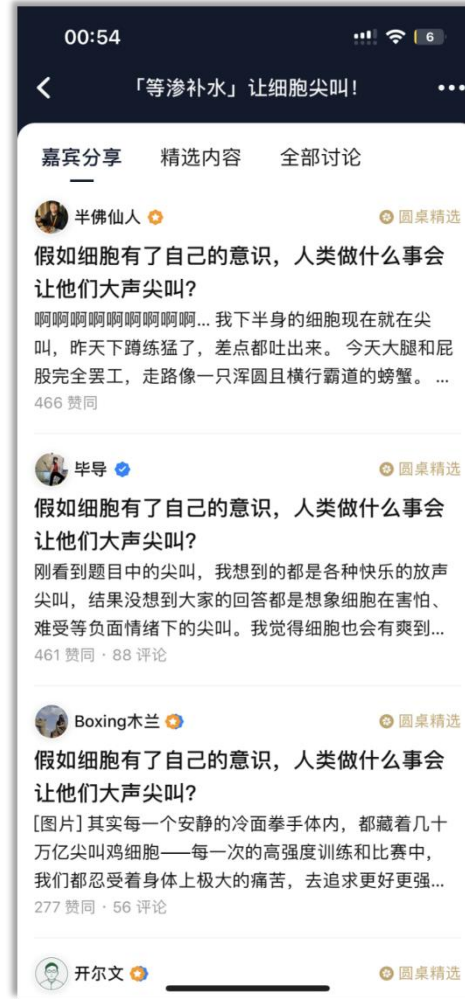 00:54
6
「等渗补水」让细胞尖叫!
嘉宾分享 精选内容 全部讨论
半佛仙人 圆桌精选
假如细胞有了自己的意识，人类做什么事会
让他们大声尖叫?
啊啊啊啊啊啊啊啊啊... 我下半身的细胞现在就在尖
叫，昨天下蹲练猛了，差点都吐出来。 今天大腿和屁
股完全罢工，走路像一只浑圆且横行霸道的螃蟹。 ...
466 赞同
毕导 圆桌精选
假如细胞有了自己的意识，人类做什么事会
让他们大声尖叫?
刚看到题目中的尖叫，我想到的都是各种快乐的放声
尖叫，结果没想到大家的回答都是想象细胞在害怕、
难受等负面情绪下的尖叫。我觉得细胞也会有爽到...
461 赞同 · 88 评论
Boxing木兰 圆桌精选
假如细胞有了自己的意识，人类做什么事会
让他们大声尖叫?
[图片] 其实每一个安静的冷面拳手体内，都藏着几十
万亿尖叫鸡细胞——每一次的高强度训练和比赛中，
我们都忍受着身体上极大的痛苦，去追求更好更强...
277 赞同 · 56 评论
开尔文 圆桌精选